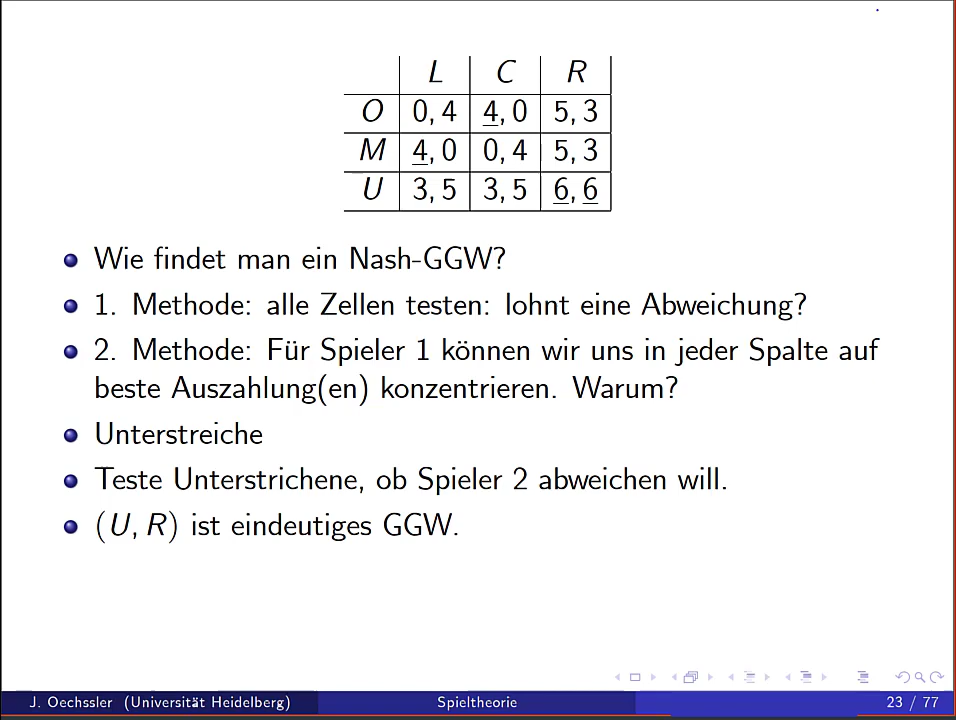 L C R
O 0, 4 4, 0 5, 3
M 4, 0 0, 4 5, 3
U 3, 5 3, 5 6, 6
Wie findet man ein Nash-GGW?
1. Methode: alle Zellen testen: lohnt eine Abweichung?
2. Methode: Für Spieler 1 können wir uns in jeder Spalte auf
beste Auszahlung(en) konzentrieren. Warum?
Unterstreiche
Teste Unterstrichene, ob Spieler 2 abweichen will.
(U, R) ist eindeutiges GGW.
J. Oechssler (Universität Heidelberg) Spieltheorie 23 / 77